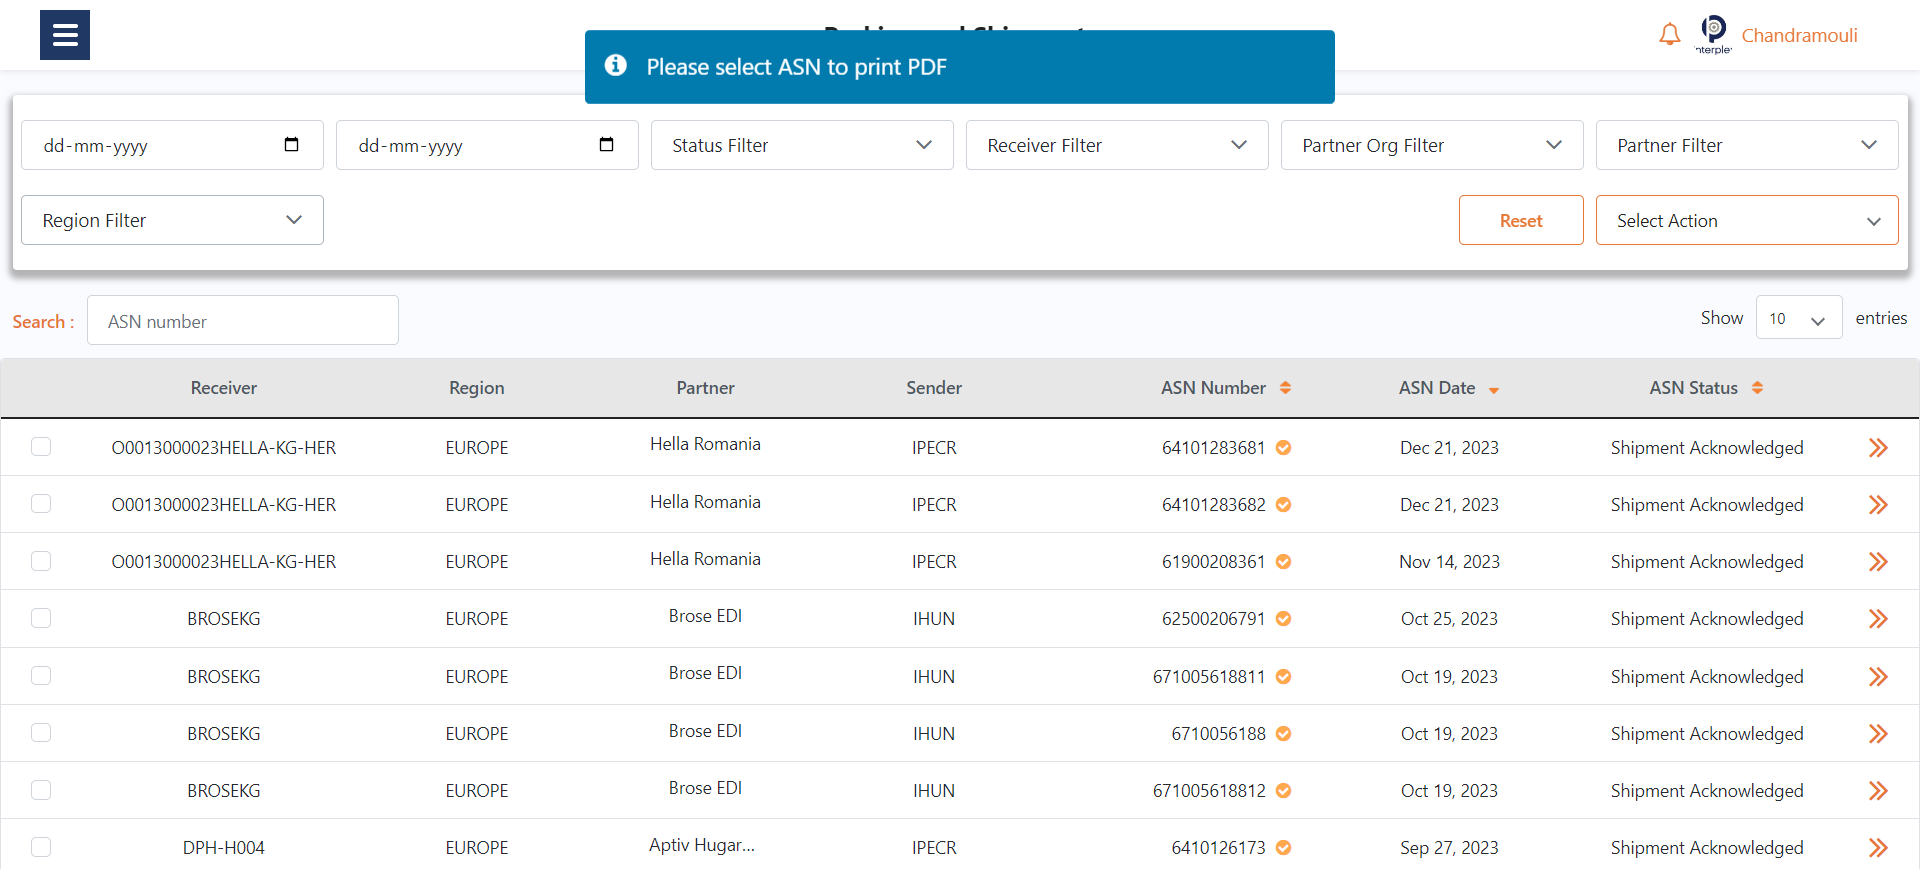 Please select ASN to print PDF
nterplex
Chandramouli
dd-mm-yyyy
dd-mm-yyyy
Status Filter
Receiver Filter
Partner Org Filter
Partner Filter
Region Filter
Reset
Select Action
Search :
ASN number
Show 10 entries
Receiver Region Partner Sender ASN Number ASN Date ASN Status
O0013000023HELLA-KG-HER EUROPE Hella Romania IPECR 64101283681 Dec 21, 2023 Shipment Acknowledged
O0013000023HELLA-KG-HER EUROPE Hella Romania IPECR 64101283682 Dec 21, 2023 Shipment Acknowledged
O0013000023HELLA-KG-HER EUROPE Hella Romania IPECR 61900208361 Nov 14, 2023 Shipment Acknowledged
BROSEKG EUROPE Brose EDI IHUN 62500206791 Oct 25, 2023 Shipment Acknowledged
BROSEKG EUROPE Brose EDI IHUN 671005618811 Oct 19, 2023 Shipment Acknowledged
BROSEKG EUROPE Brose EDI IHUN 6710056188 Oct 19, 2023 Shipment Acknowledged
BROSEKG EUROPE Brose EDI IHUN 671005618812 Oct 19, 2023 Shipment Acknowledged
DPH-H004 EUROPE Aptiv Hugar... IPECR 6410126173 Sep 27, 2023 Shipment Acknowledged